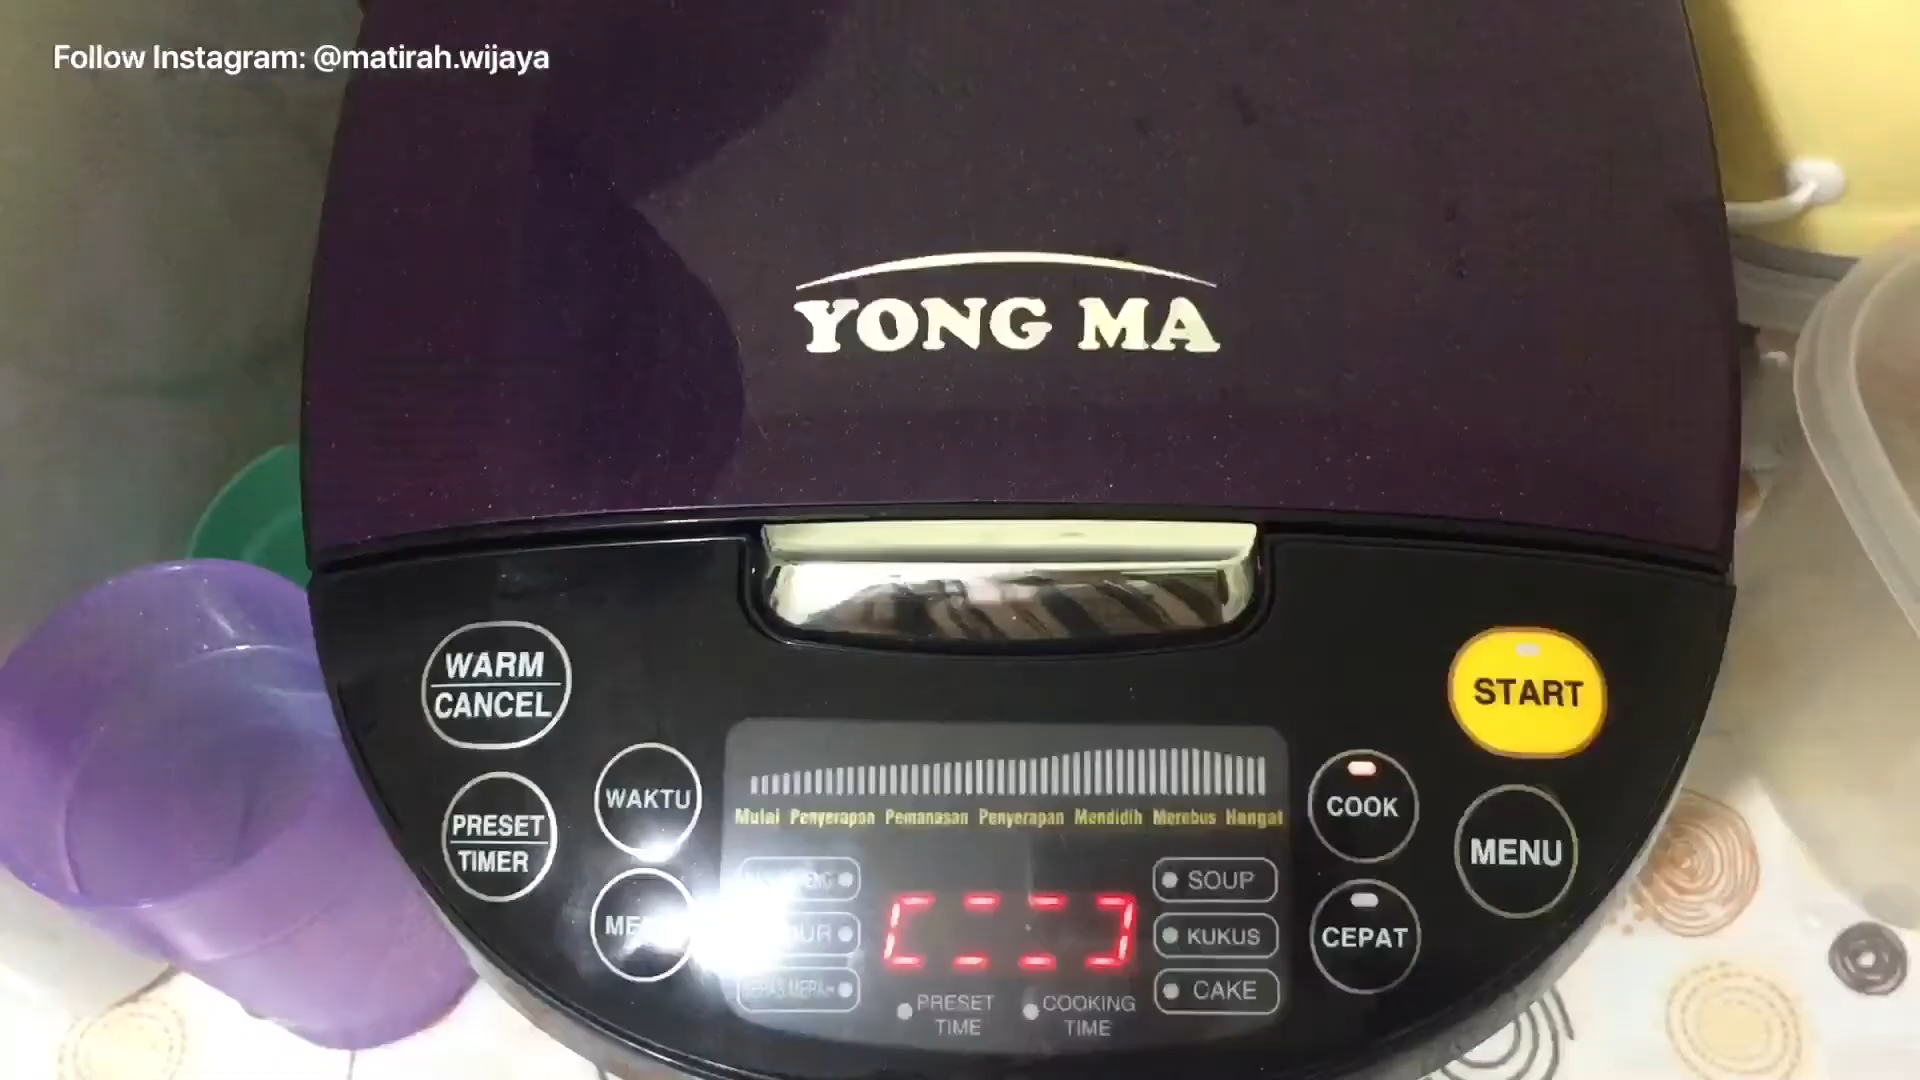 Follow Instagram: @matirah.wijaya
YONG MA
WARM
CANCEL
START
WAKTU
PRESET
TIMER
Mulai Penyerapan Pemanasan Penyerapan Mendidih Merebus Hangat
COOK
MENU
SOUP
KUKUS
CEPAT
CAKE
PRESET
TIME
COOKING
TIME